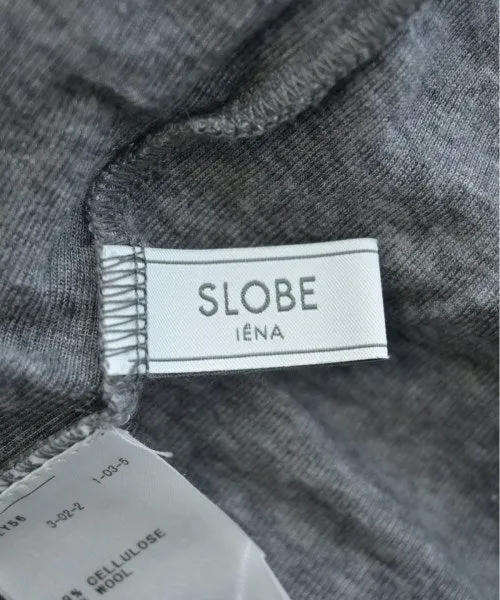 SLOBE
IÉNA
1-03-5
3-02-2
CELLULOSE
WOOL